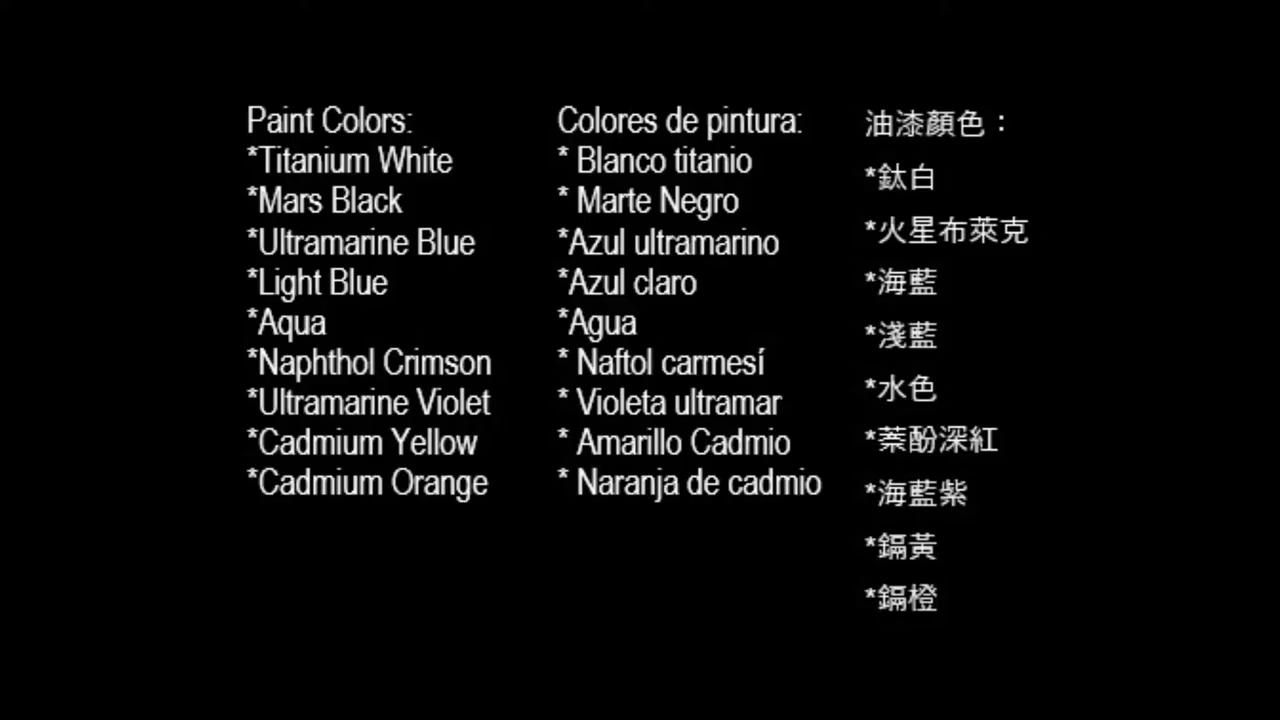 Paint Colors:
*Titanium White
*Mars Black
*Ultramarine Blue
*Light Blue
*Aqua
*Naphthol Crimson
*Ultramarine Violet
*Cadmium Yellow
*Cadmium Orange
Colores de pintura:
* Blanco titanio
* Marte Negro
*Azul ultramarino
*Azul claro
*Agua
* Naftol carmesí
* Violeta ultramar
* Amarillo Cadmio
* Naranja de cadmio
油漆顏色：
*鈦白
*火星布萊克
*海藍
*淺藍
*水色
*萘酚深紅
*海藍紫
*鎘黃
*鎘橙